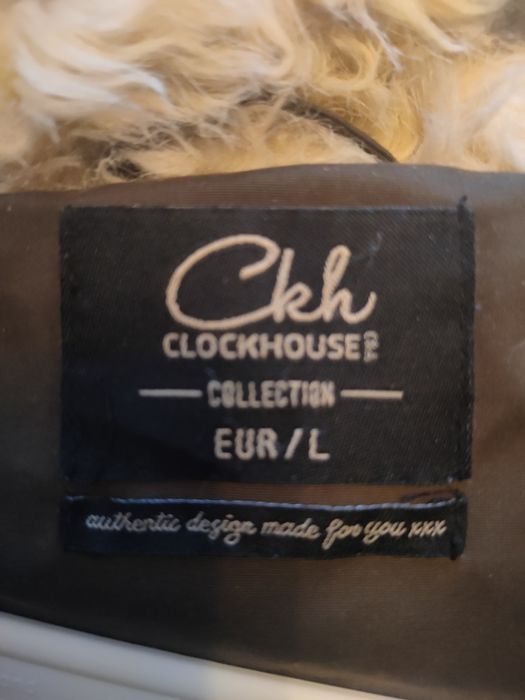 Ckh
CLOCKHOUSE C&A
COLLECTION
EUR/L
authentic design made for you xxx